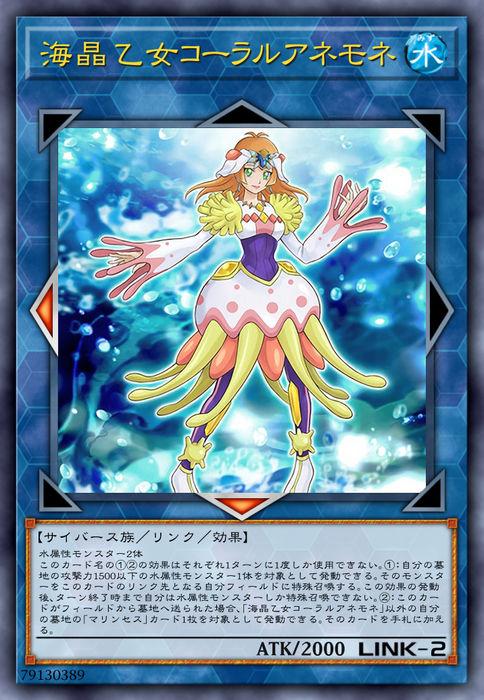 海晶乙女コーラルアネモネ
みず
水
【サイバース族／リンク／効果】
水属性モンスター2体
このカード名の①②の効果はそれぞれ1ターンに1度しか使用できない。①：自分の墓
地の攻撃力1500以下の水属性モンスター1体を対象として発動できる。そのモンスタ
ーをこのカードのリンク先となる自分フィールドに特殊召喚する。この効果の発動
後、ターン終了時まで自分は水属性モンスターしか特殊召喚できない。②：このカー
ドがフィールドから墓地へ送られた場合、「海晶乙女コーラルアネモネ」以外の自分
の墓地の「マリンセス」カード1枚を対象として発動できる。そのカードを手札に加え
る。
ATK/2000 LINK-2
79130389